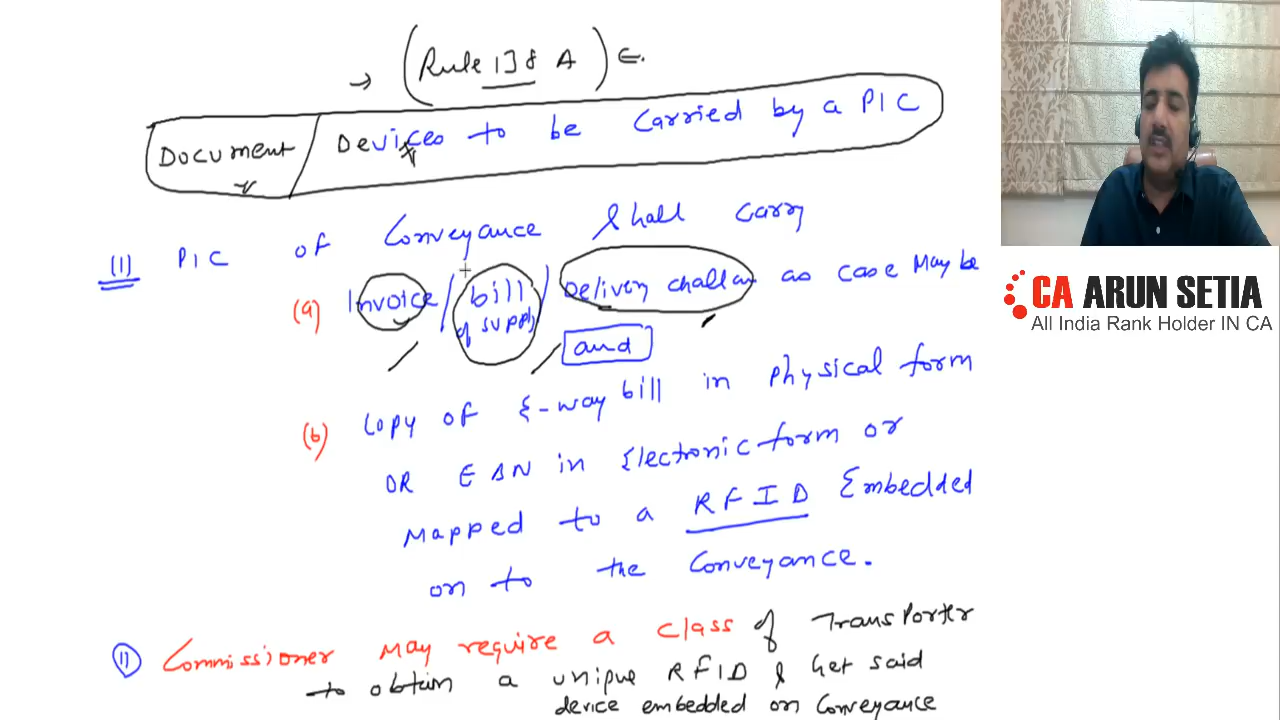 → (Rule 138 A) ∈
Document / Devices to be carried by a PIC
(1) PIC of Conveyance shall carry
(a) Invoice / bill of supply / Delivery challan as case may be
and
(b) Copy of E-way bill in physical form
OR EBN in Electronic form or
Mapped to a RFID Embedded
on to the Conveyance.
11 Commissioner may require a class of Transporter
to obtain a unique RFID & Get said
device embedded on Conveyance
CA ARUN SETIA
All India Rank Holder IN CA